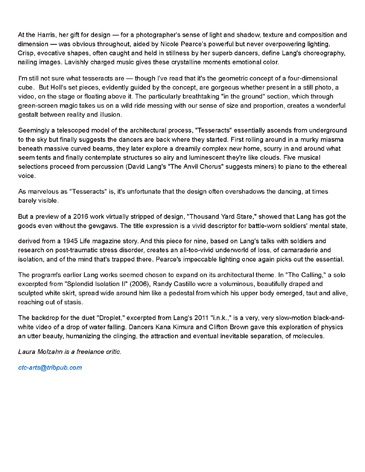 At the Harris, her gift for design — for a photographer's sense of light and shadow, texture and composition and
dimension — was obvious throughout, aided by Nicole Pearce's powerful but never overpowering lighting.
Crisp, evocative shapes, often caught and held in stillness by her superb dancers, define Lang's choreography,
nailing images. Lavishly charged music gives these crystalline moments emotional color.
I'm still not sure what tesseracts are — though I've read that it's the geometric concept of a four-dimensional
cube. But Holl's set pieces, evidently guided by the concept, are gorgeous whether present in a still photo, a
video, on the stage or floating above it. The particularly breathtaking "in the ground" section, which through
green-screen magic takes us on a wild ride messing with our sense of size and proportion, creates a wonderful
gestalt between reality and illusion.
Seemingly a telescoped model of the architectural process, "Tesseracts" essentially ascends from underground
to the sky but finally suggests the dancers are back where they started. First rolling around in a murky miasma
beneath massive curved beams, they later explore a dreamily complex new home, scurry in and around what
seem tents and finally contemplate structures so airy and luminescent they're like clouds. Five musical
selections proceed from percussion (David Lang's "The Anvil Chorus" suggests miners) to piano to the ethereal
voice.
As marvelous as "Tesseracts" is, it's unfortunate that the design often overshadows the dancing, at times
barely visible.
But a preview of a 2016 work virtually stripped of design, "Thousand Yard Stare," showed that Lang has got the
goods even without the gewgaws. The title expression is a vivid descriptor for battle-worn soldiers' mental state,
derived from a 1945 Life magazine story. And this piece for nine, based on Lang's talks with soldiers and
research on post-traumatic stress disorder, creates an all-too-vivid underworld of loss, of camaraderie and
isolation, and of the mind that's trapped there. Pearce's impeccable lighting once again picks out the essential.
The program's earlier Lang works seemed chosen to expand on its architectural theme. In "The Calling," a solo
excerpted from "Splendid Isolation II" (2006), Randy Castillo wore a voluminous, beautifully draped and
sculpted white skirt, spread wide around him like a pedestal from which his upper body emerged, taut and alive,
reaching out of stasis.
The backdrop for the duet "Droplet," excerpted from Lang's 2011 "i.n.k.," is a very, very slow-motion black-and-
white video of a drop of water falling. Dancers Kana Kimura and Clifton Brown gave this exploration of physics
an utter beauty, humanizing the clinging, the attraction and eventual inevitable separation, of molecules.
Laura Molzahn is a freelance critic.
ctc-arts@tribpub.com